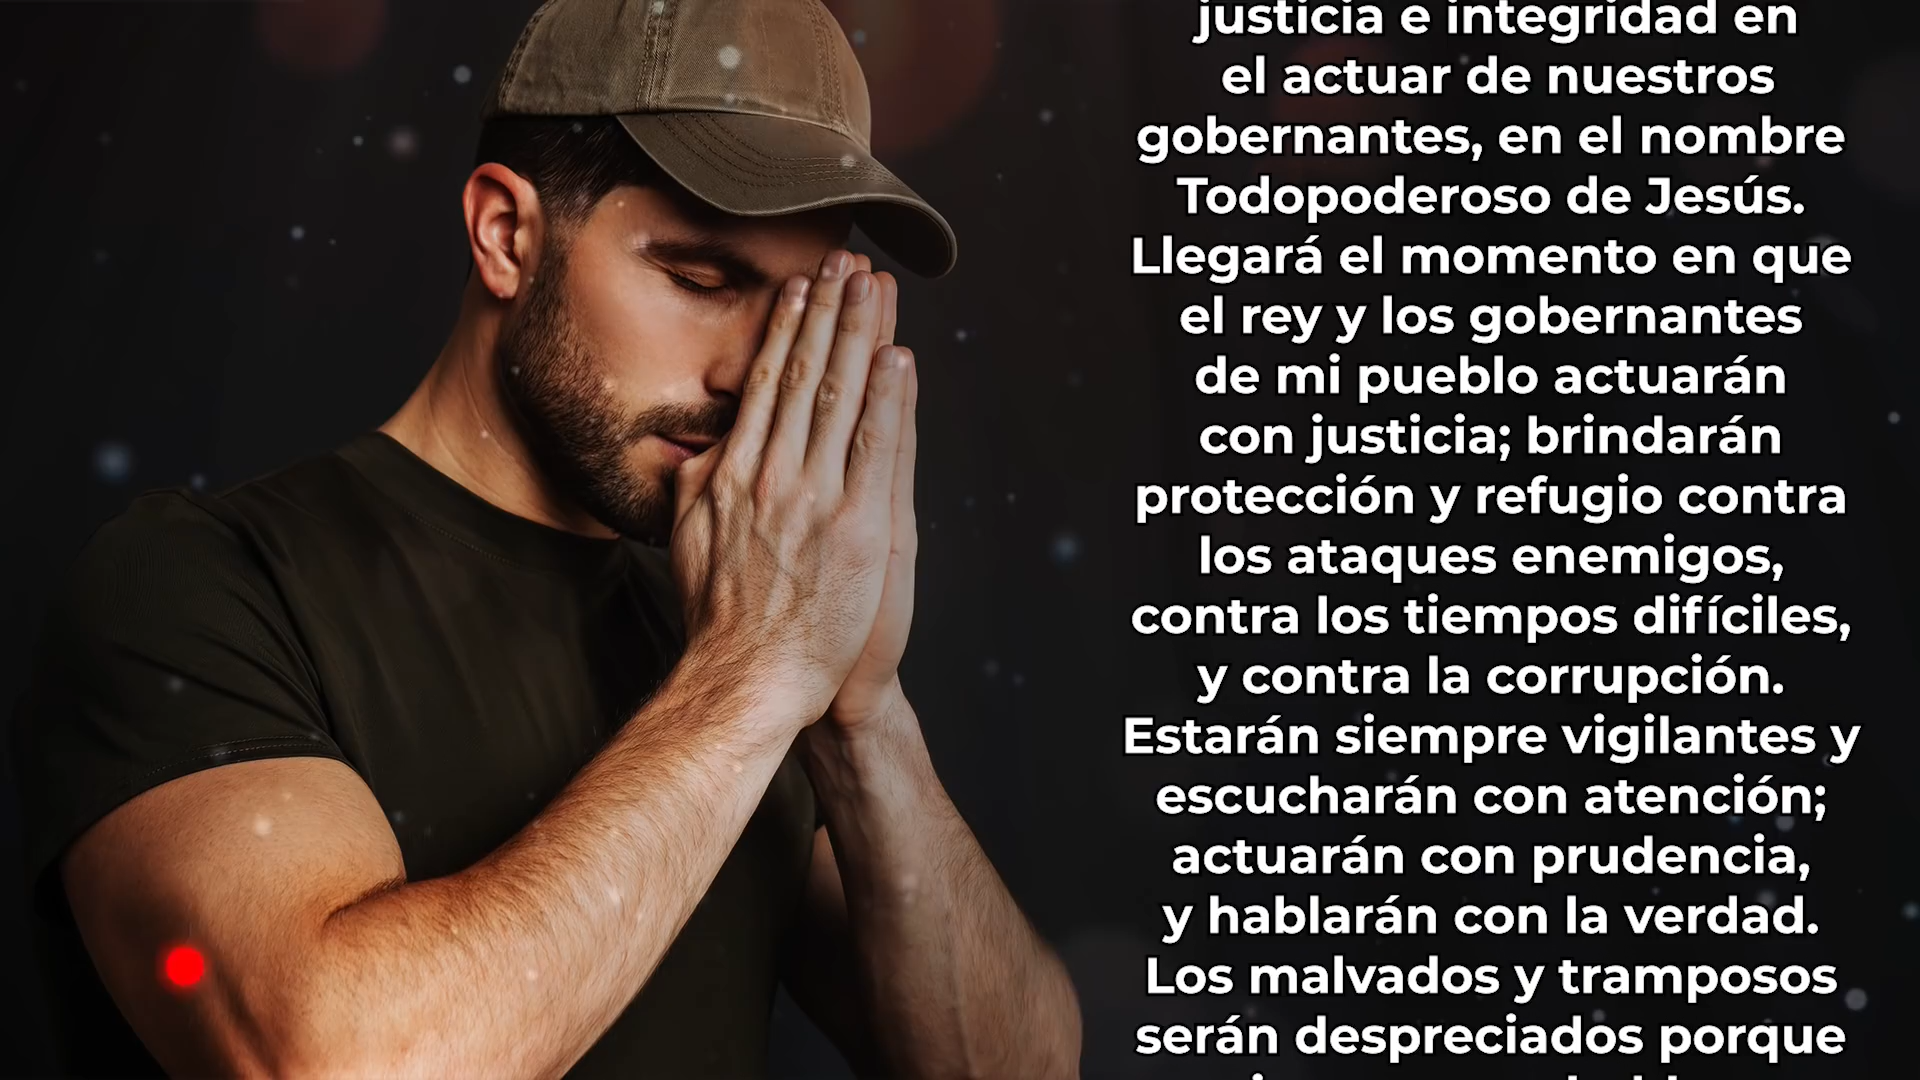 justicia e integridad en
el actuar de nuestros
gobernantes, en el nombre
Todopoderoso de Jesús.
Llegará el momento en que
el rey y los gobernantes
de mi pueblo actuarán
con justicia; brindarán
protección y refugio contra
los ataques enemigos,
contra los tiempos difíciles,
y contra la corrupción.
Estarán siempre vigilantes y
escucharán con atención;
actuarán con prudencia,
y hablarán con la verdad.
Los malvados y tramposos
serán despreciados porque